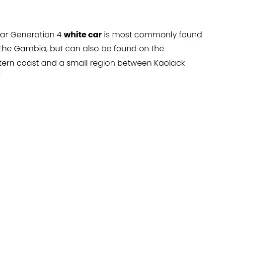 ar Generation 4 white car is most commonly found
The Gambia, but can also be found on the
tern coast and a small region between Kaolack